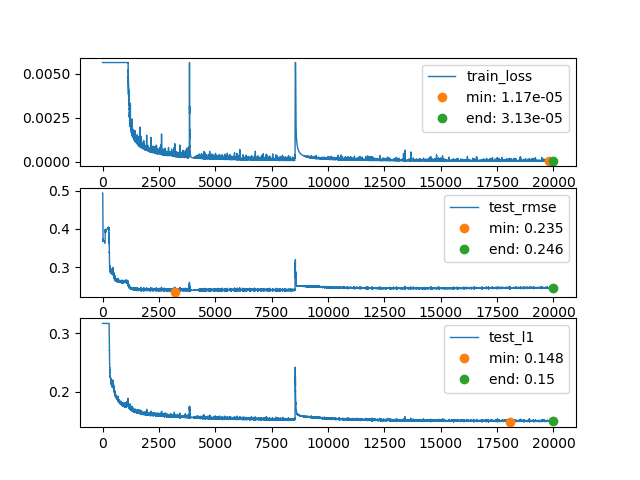 0.0050
0.0025
0.0000
train_loss
min: 1.17e-05
end: 3.13e-05
0 2500 5000 7500 10000 12500 15000 17500 20000
0.5
0.4
0.3
test_rmse
min: 0.235
end: 0.246
0 2500 5000 7500 10000 12500 15000 17500 20000
0.3
0.2
test_l1
min: 0.148
end: 0.15
0 2500 5000 7500 10000 12500 15000 17500 20000